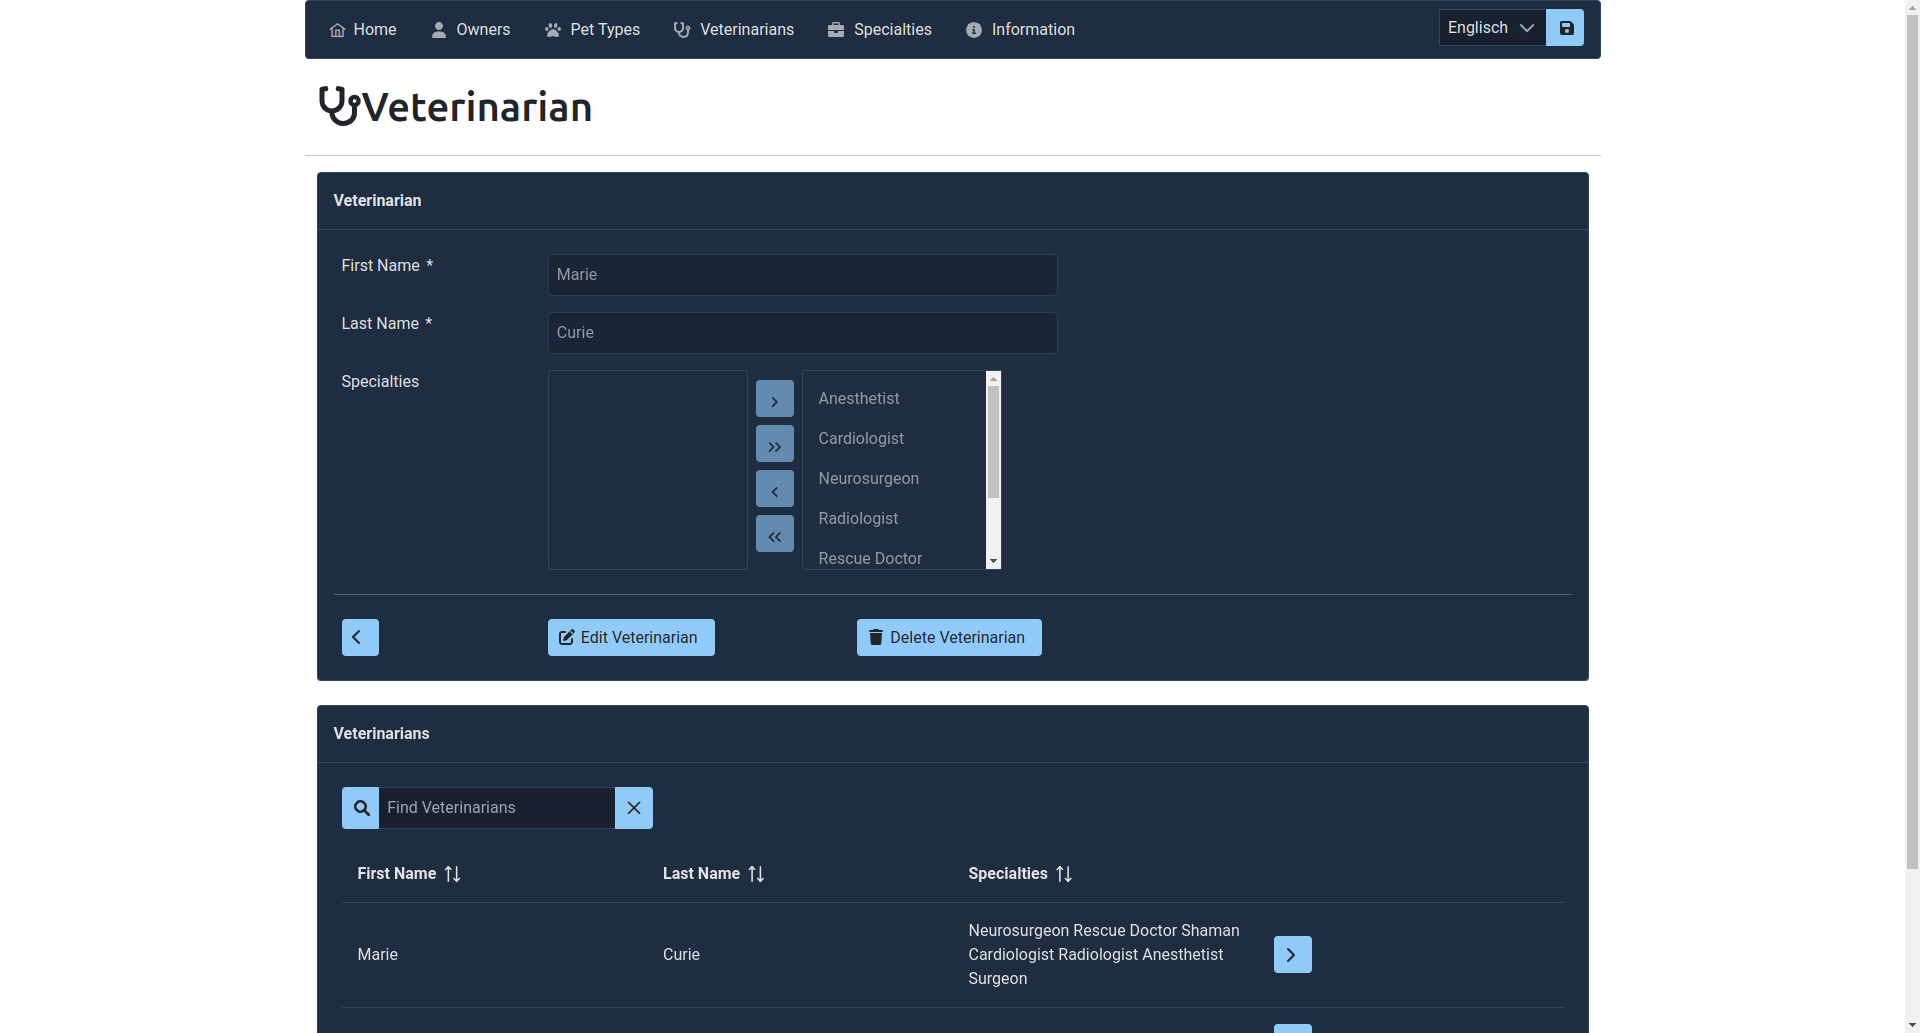 Home Owners Pet Types Veterinarians Specialties Information Englisch
Veterinarian
Veterinarian
First Name *
Marie
Last Name *
Curie
Specialties
Anesthetist
Cardiologist
Neurosurgeon
Radiologist
Rescue Doctor
Edit Veterinarian Delete Veterinarian
Veterinarians
Find Veterinarians
First Name Last Name Specialties
Marie Curie Neurosurgeon Rescue Doctor Shaman
Cardiologist Radiologist Anesthetist
Surgeon